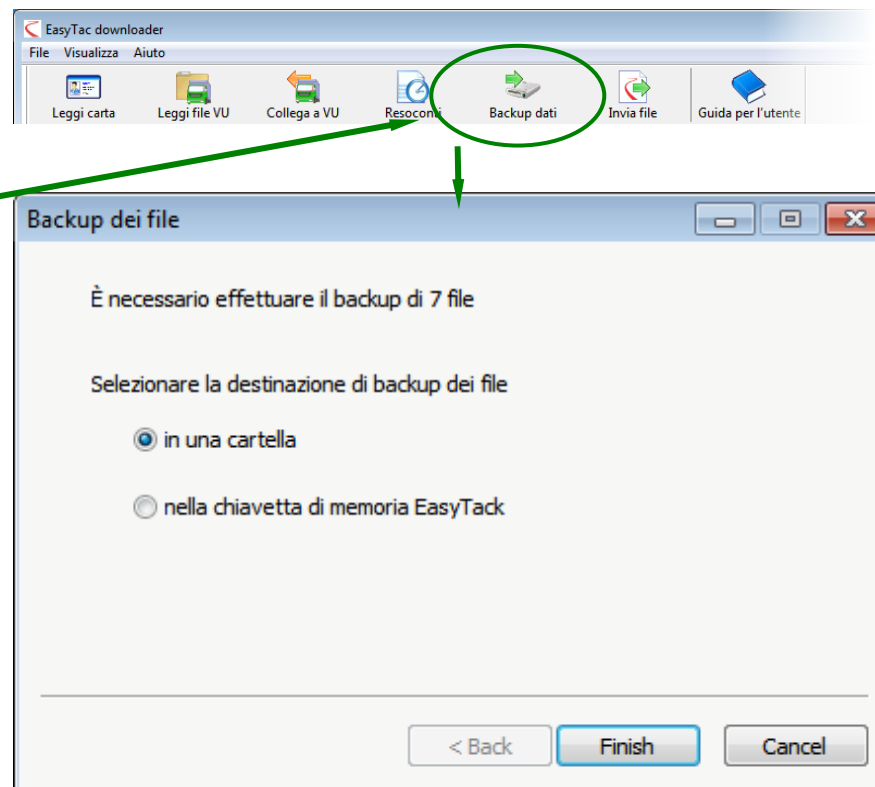 EasyTac downloader
File Visualizza Aiuto
Leggi carta Leggi file VU Collega a VU Resoconti Backup dati Invia file Guida per l'utente
Backup dei file
È necessario effettuare il backup di 7 file
Selezionare la destinazione di backup dei file
in una cartella
nella chiavetta di memoria EasyTack
< Back Finish Cancel